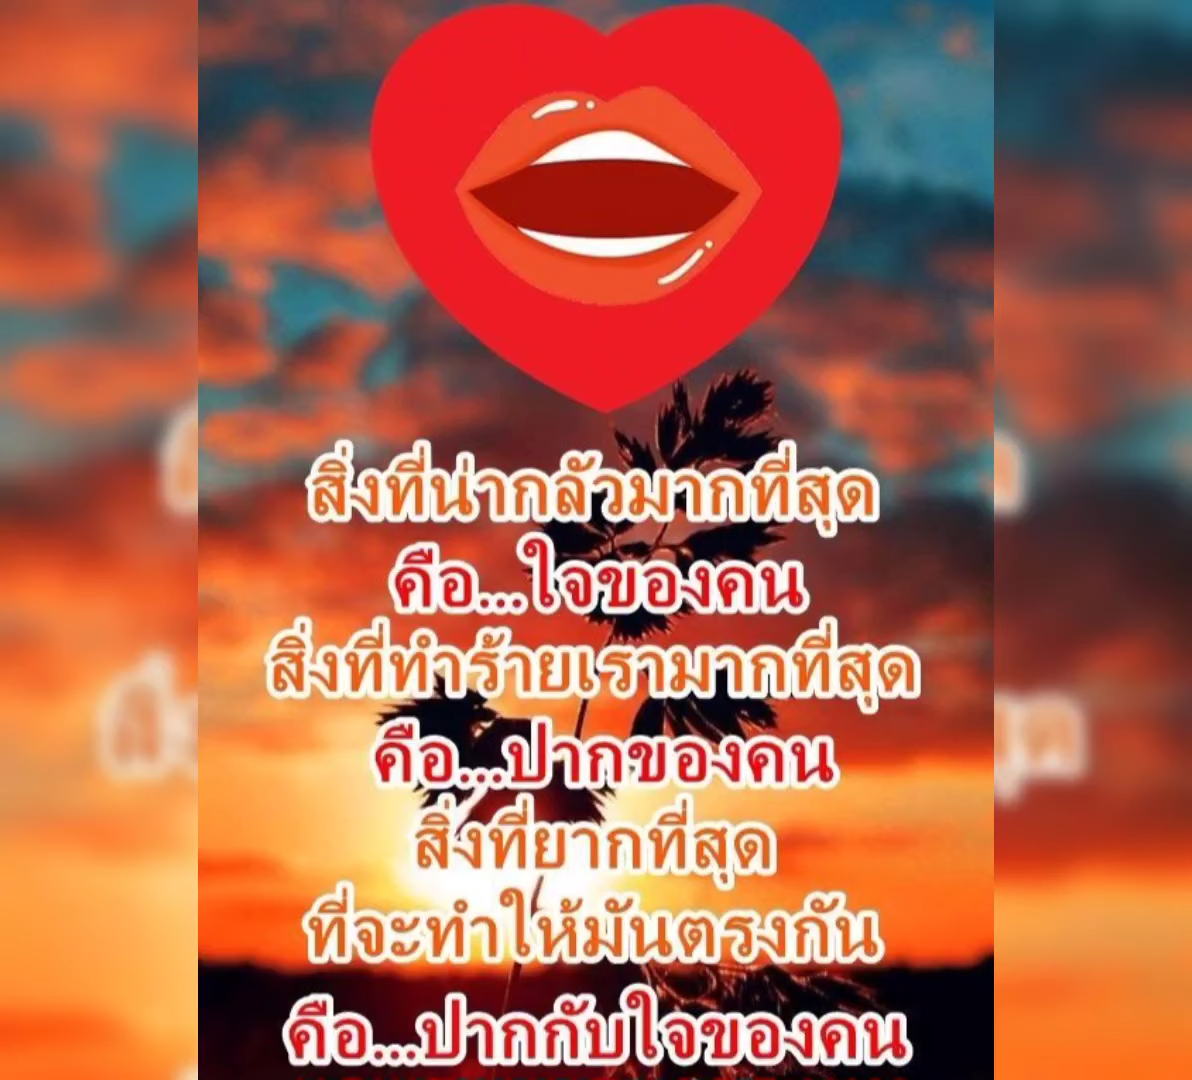 สิ่งที่น่ากลัวมากที่สุด
คือ...ใจของคน
สิ่งที่ทำร้ายเรามากที่สุด
คือ...ปากของคน
สิ่งที่ยากที่สุด
ที่จะทำให้มันตรงกัน
คือ...ปากกับใจของคน